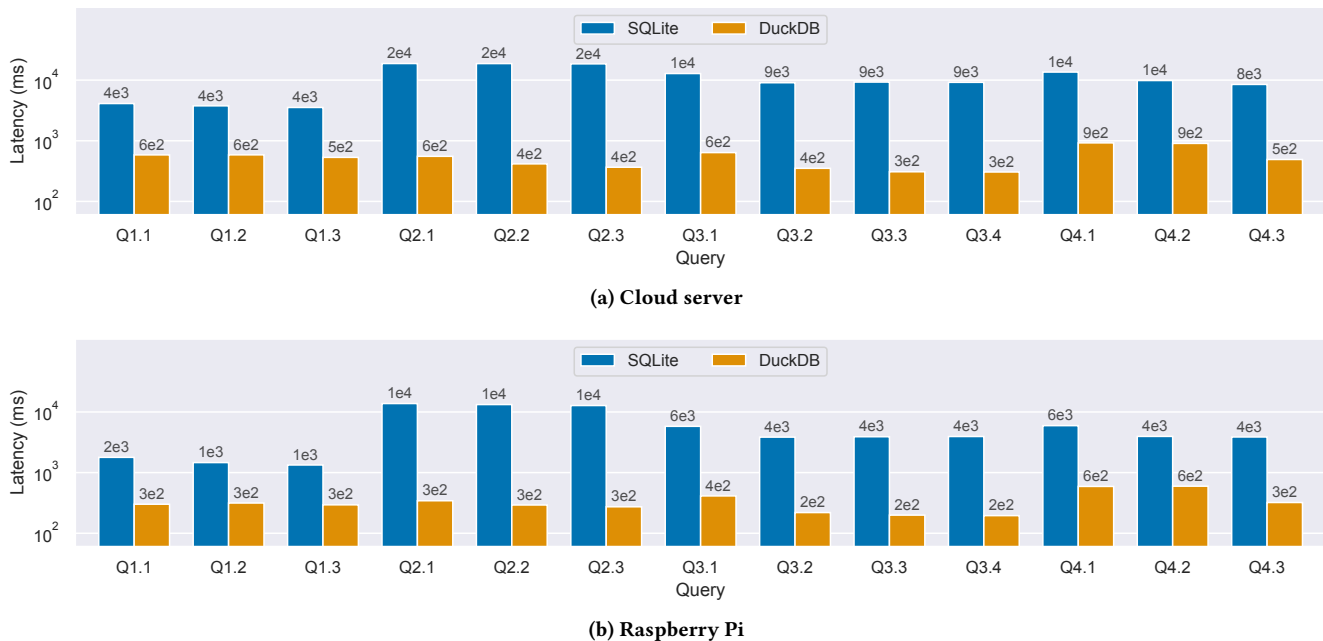 SQLite DuckDB
2e4 2e4 2e4 1e4 9e3 9e3 9e3 1e4 1e4 8e3
4e3 4e3 4e3
6e2 6e2 5e2 6e2 4e2 4e2 6e2 4e2 3e2 3e2 9e2 9e2 5e2
Latency (ms)
10^4
10^3
10^2
Q1.1 Q1.2 Q1.3 Q2.1 Q2.2 Q2.3 Q3.1 Q3.2 Q3.3 Q3.4 Q4.1 Q4.2 Q4.3
Query
(a) Cloud server
SQLite DuckDB
1e4 1e4 1e4 6e3 4e3 4e3 4e3 6e3 4e3 4e3
2e3 1e3 1e3
3e2 3e2 3e2 3e2 3e2 3e2 4e2 2e2 2e2 2e2 6e2 6e2 3e2
Latency (ms)
10^4
10^3
10^2
Q1.1 Q1.2 Q1.3 Q2.1 Q2.2 Q2.3 Q3.1 Q3.2 Q3.3 Q3.4 Q4.1 Q4.2 Q4.3
Query
(b) Raspberry Pi